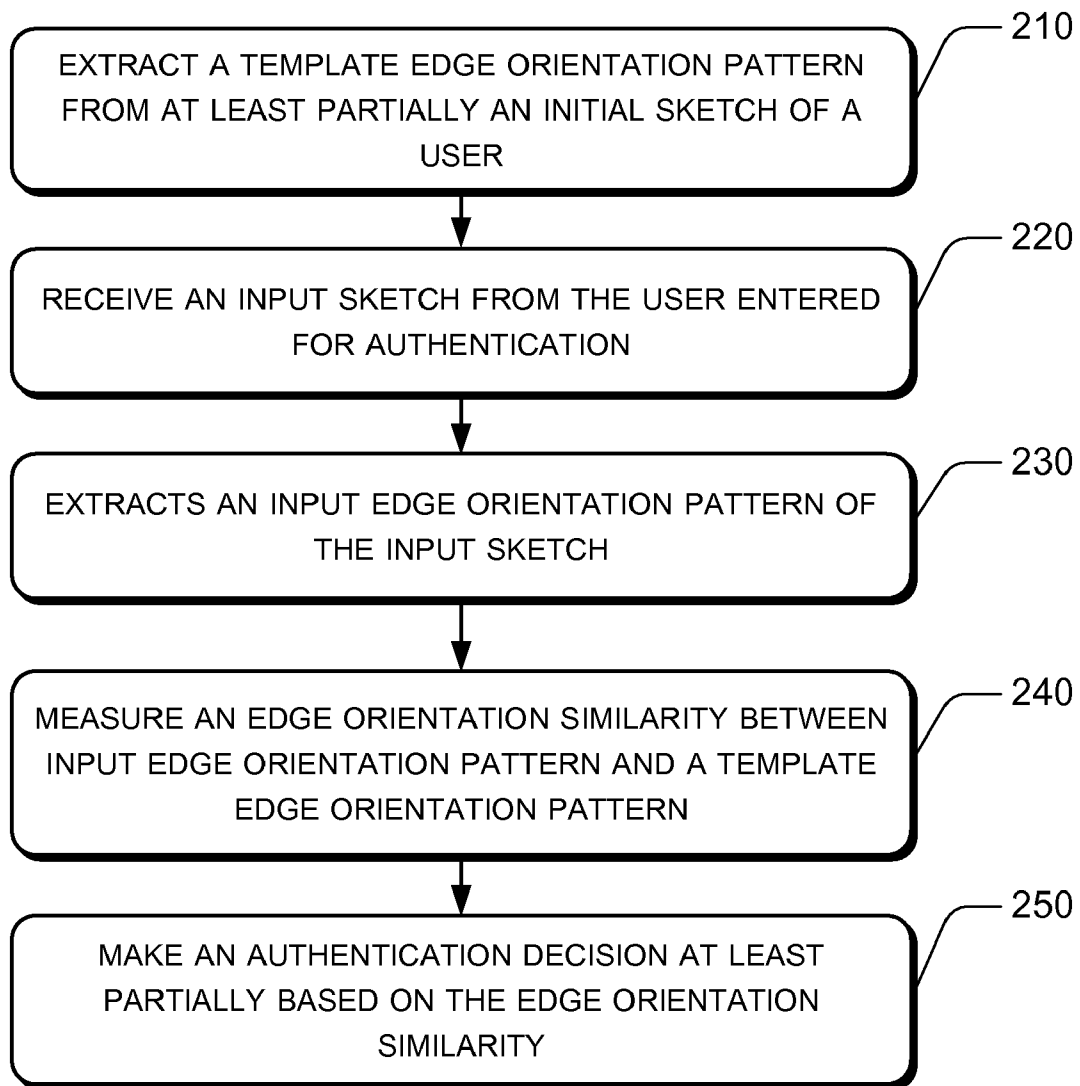 210
EXTRACT A TEMPLATE EDGE ORIENTATION PATTERN
FROM AT LEAST PARTIALLY AN INITIAL SKETCH OF A
USER
220
RECEIVE AN INPUT SKETCH FROM THE USER ENTERED
FOR AUTHENTICATION
230
EXTRACTS AN INPUT EDGE ORIENTATION PATTERN OF
THE INPUT SKETCH
240
MEASURE AN EDGE ORIENTATION SIMILARITY BETWEEN
INPUT EDGE ORIENTATION PATTERN AND A TEMPLATE
EDGE ORIENTATION PATTERN
250
MAKE AN AUTHENTICATION DECISION AT LEAST
PARTIALLY BASED ON THE EDGE ORIENTATION
SIMILARITY